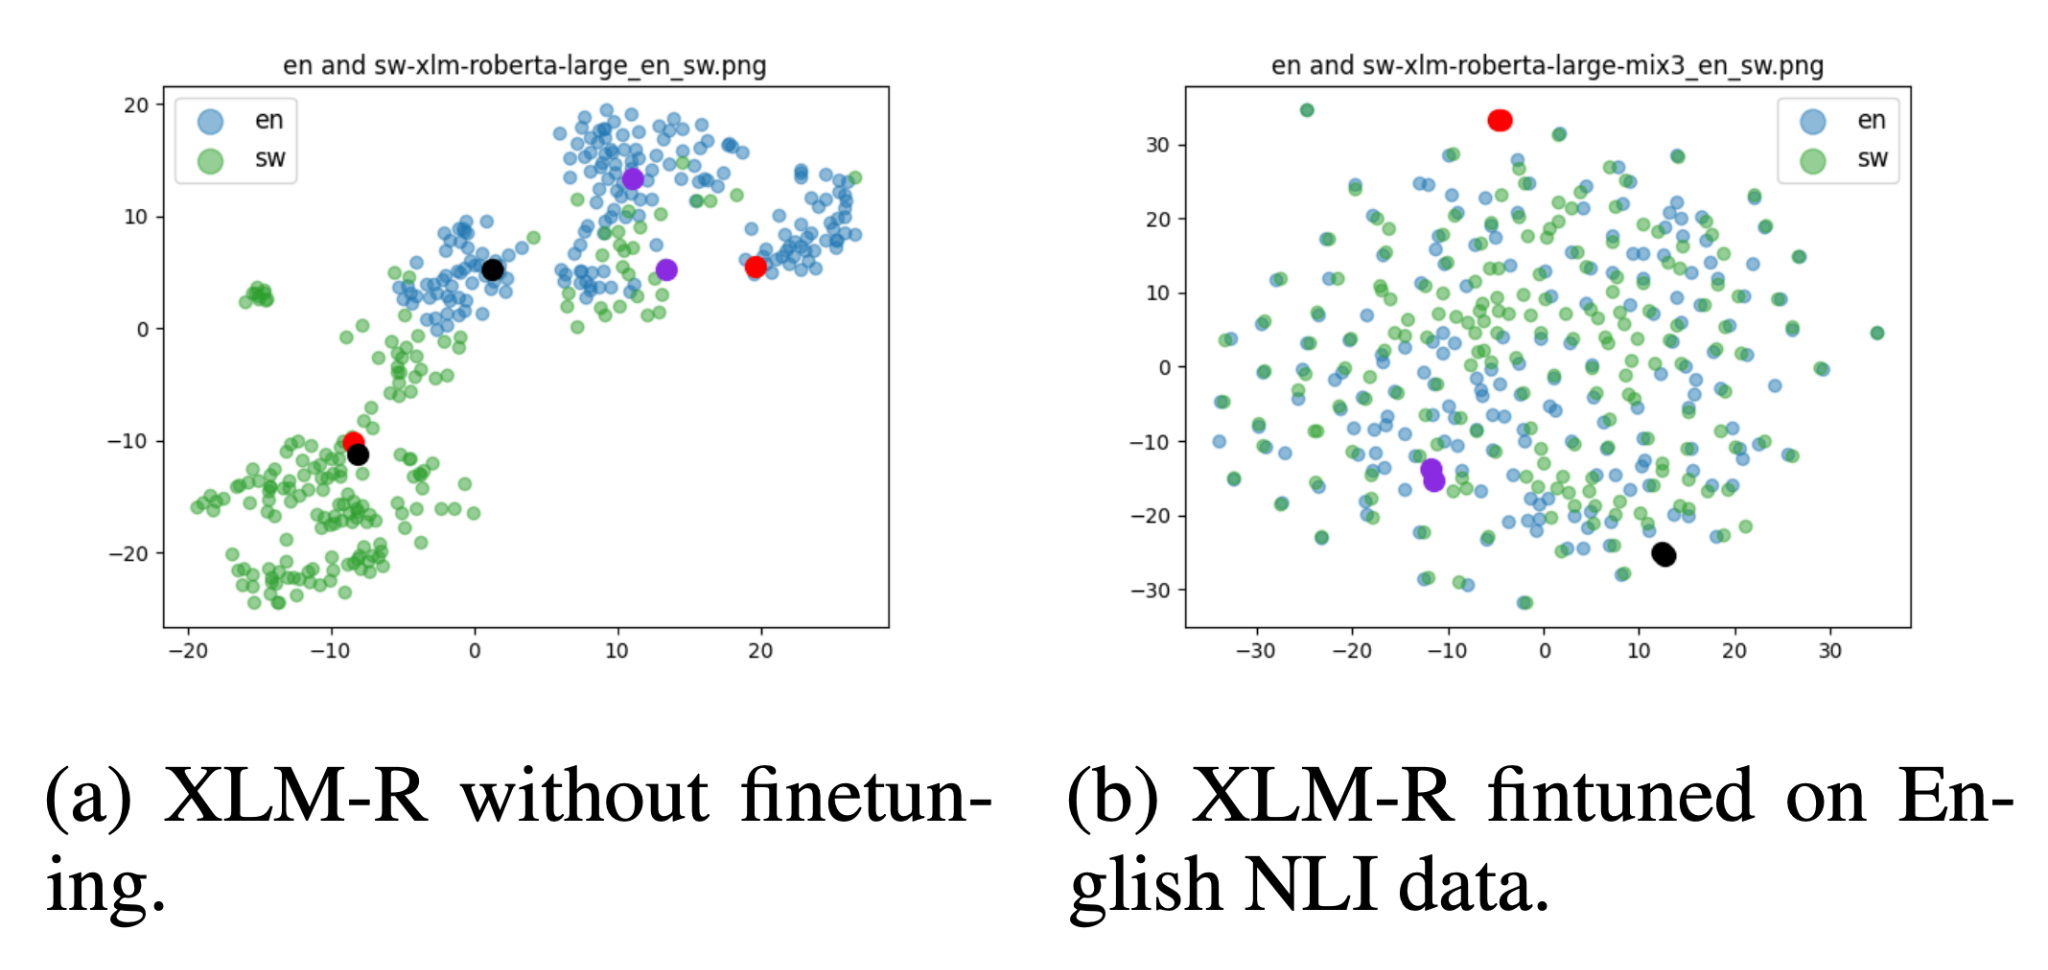 en and sw-xlm-roberta-large_en_sw.png
en
sw
20
10
0
−10
−20
−20
−10
0
10
20
en and sw-xlm-roberta-large-mix3_en_sw.png
en
sw
30
20
10
0
−10
−20
−30
−30
−20
−10
0
10
20
30
(a) XLM-R without finetun-
ing.
(b) XLM-R fintuned on En-
glish NLI data.